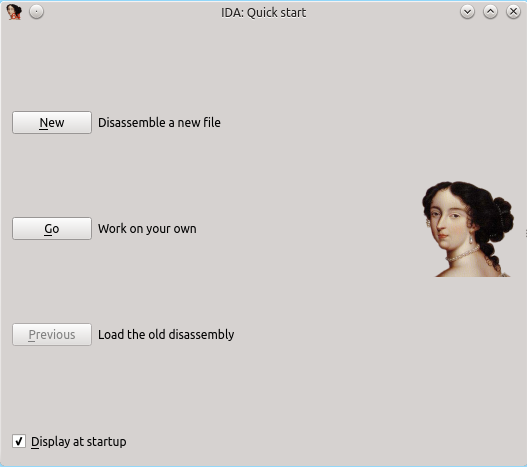 IDA: Quick start
New Disassemble a new file
Go Work on your own
Previous Load the old disassembly
Display at startup